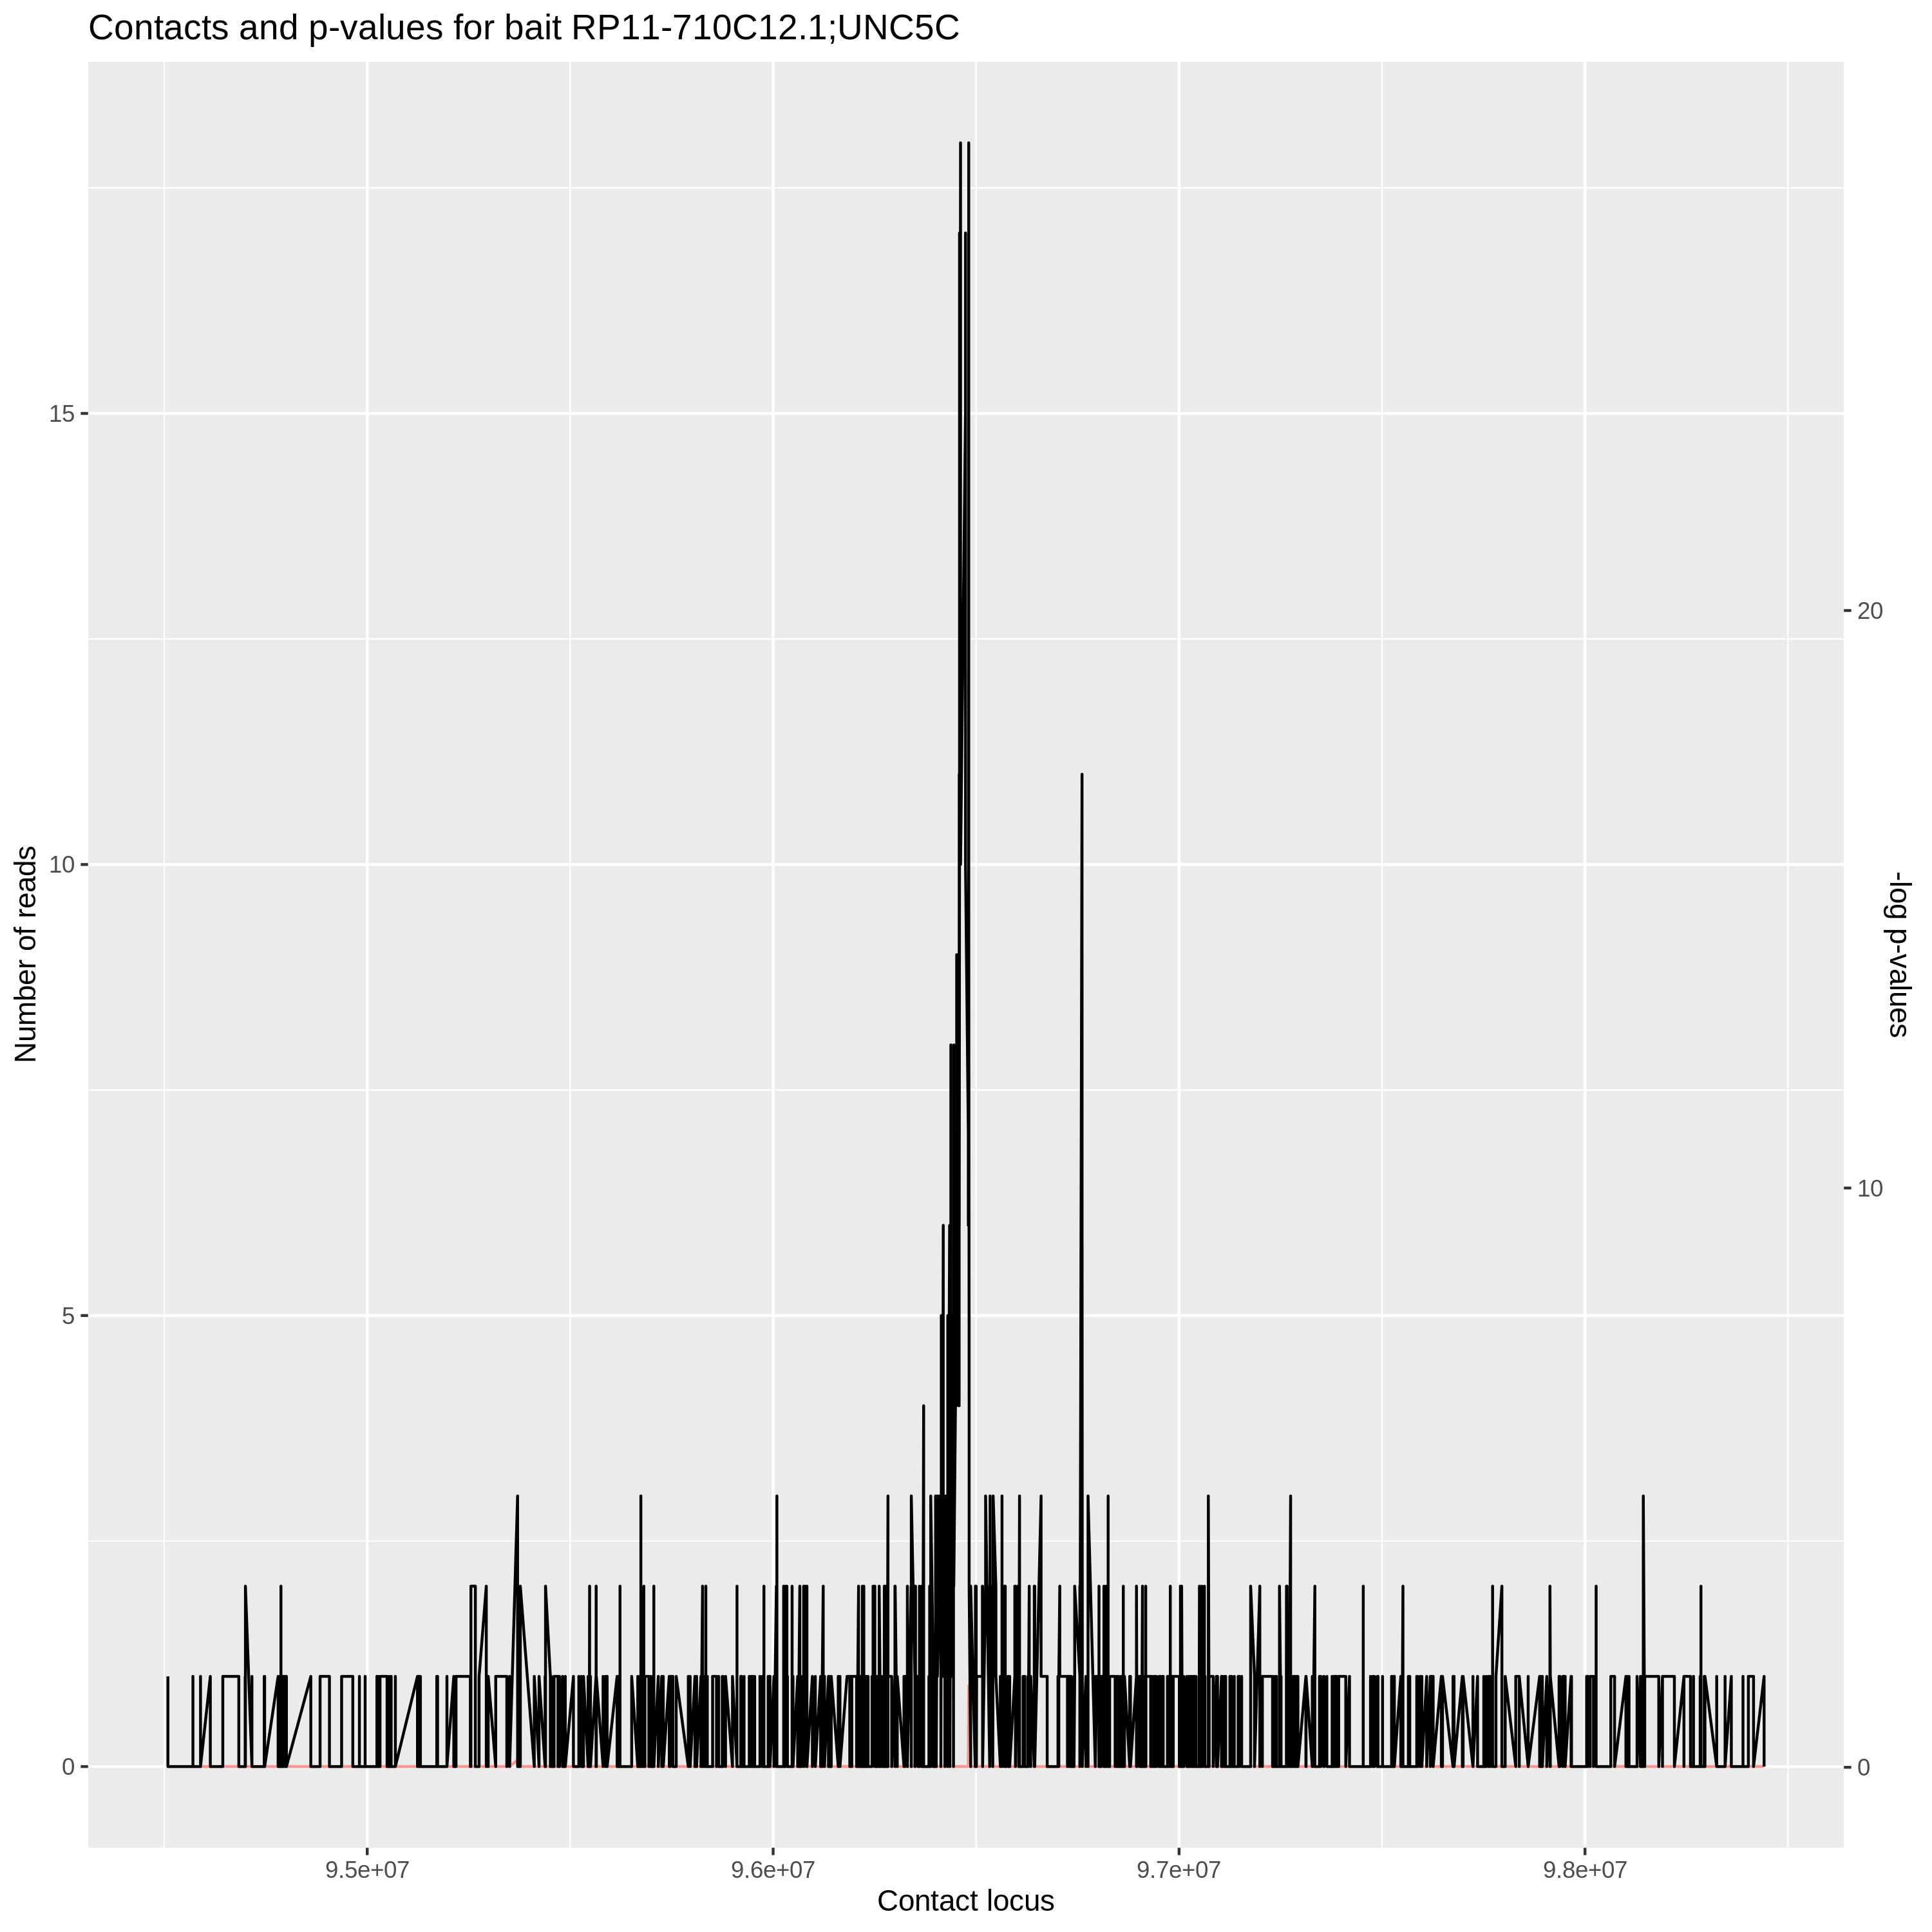 Contacts and p-values for bait RP11-710C12.1;UNC5C
15
10
5
0
Number of reads
20
10
0
-log p-values
9.5e+07
9.6e+07
9.7e+07
9.8e+07
Contact locus